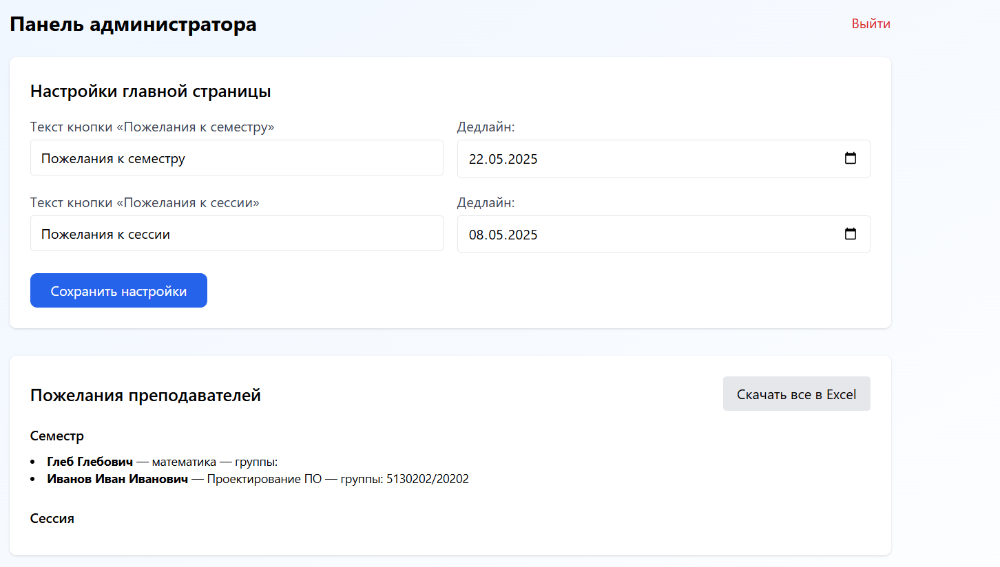 Панель администратора
Выйти
Настройки главной страницы
Текст кнопки «Пожелания к семестру»
Дедлайн:
Пожелания к семестру
22.05.2025
Текст кнопки «Пожелания к сессии»
Дедлайн:
Пожелания к сессии
08.05.2025
Сохранить настройки
Пожелания преподавателей
Скачать все в Excel
Семестр
• Глеб Глебович — математика — группы:
• Иванов Иван Иванович — Проектирование ПО — группы: 5130202/20202
Сессия